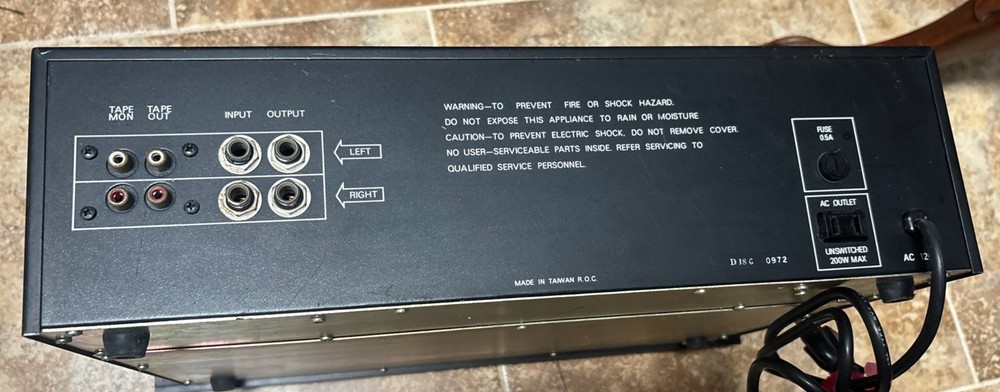 TAPE MON
TAPE OUT
INPUT
OUTPUT
LEFT
RIGHT
WARNING—TO PREVENT FIRE OR SHOCK HAZARD.
DO NOT EXPOSE THIS APPLIANCE TO RAIN OR MOISTURE
CAUTION—TO PREVENT ELECTRIC SHOCK, DO NOT REMOVE COVER.
NO USER—SERVICEABLE PARTS INSIDE. REFER SERVICING TO
QUALIFIED SERVICE PERSONNEL.
FUSE
0.5A
AC OUTLET
UNSWITCHED
200W MAX
0972
AC
MADE IN TAIWAN R.O.C.